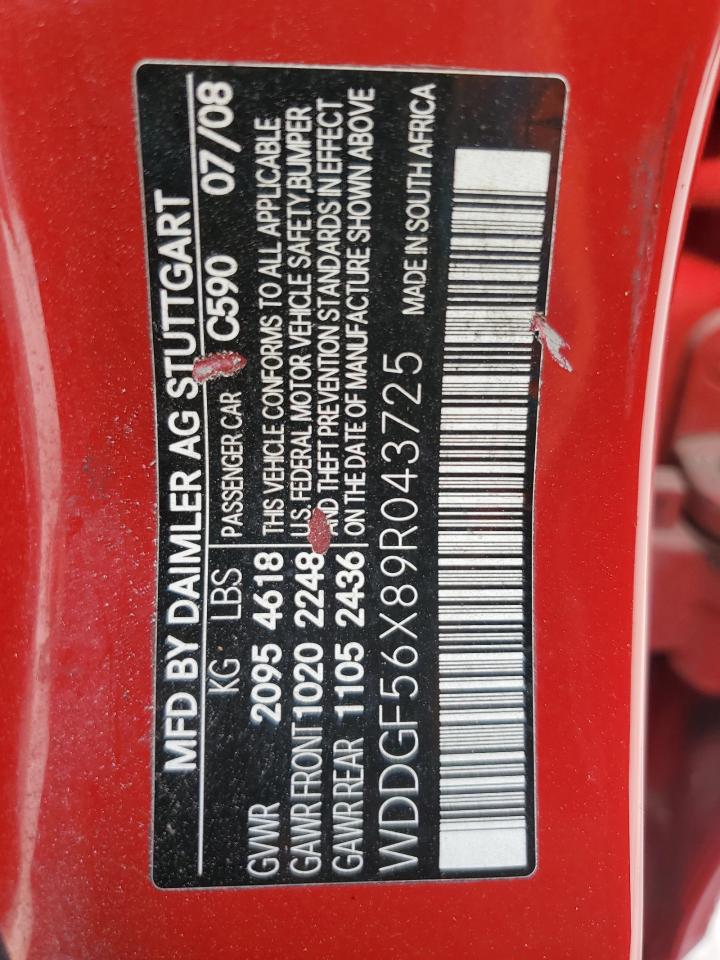 MFD BY DAIMLER AG STUTTGART
KG LBS PASSENGER CAR C590 07/08
GVWR 2095 4618 THIS VEHICLE CONFORMS TO ALL APPLICABLE
GAWR FRONT 1020 2248 U.S. FEDERAL MOTOR VEHICLE SAFETY,BUMPER
GAWR REAR 1105 2436 AND THEFT PREVENTION STANDARDS IN EFFECT
ON THE DATE OF MANUFACTURE SHOWN ABOVE
WDDGF56X89R043725 MADE IN SOUTH AFRICA